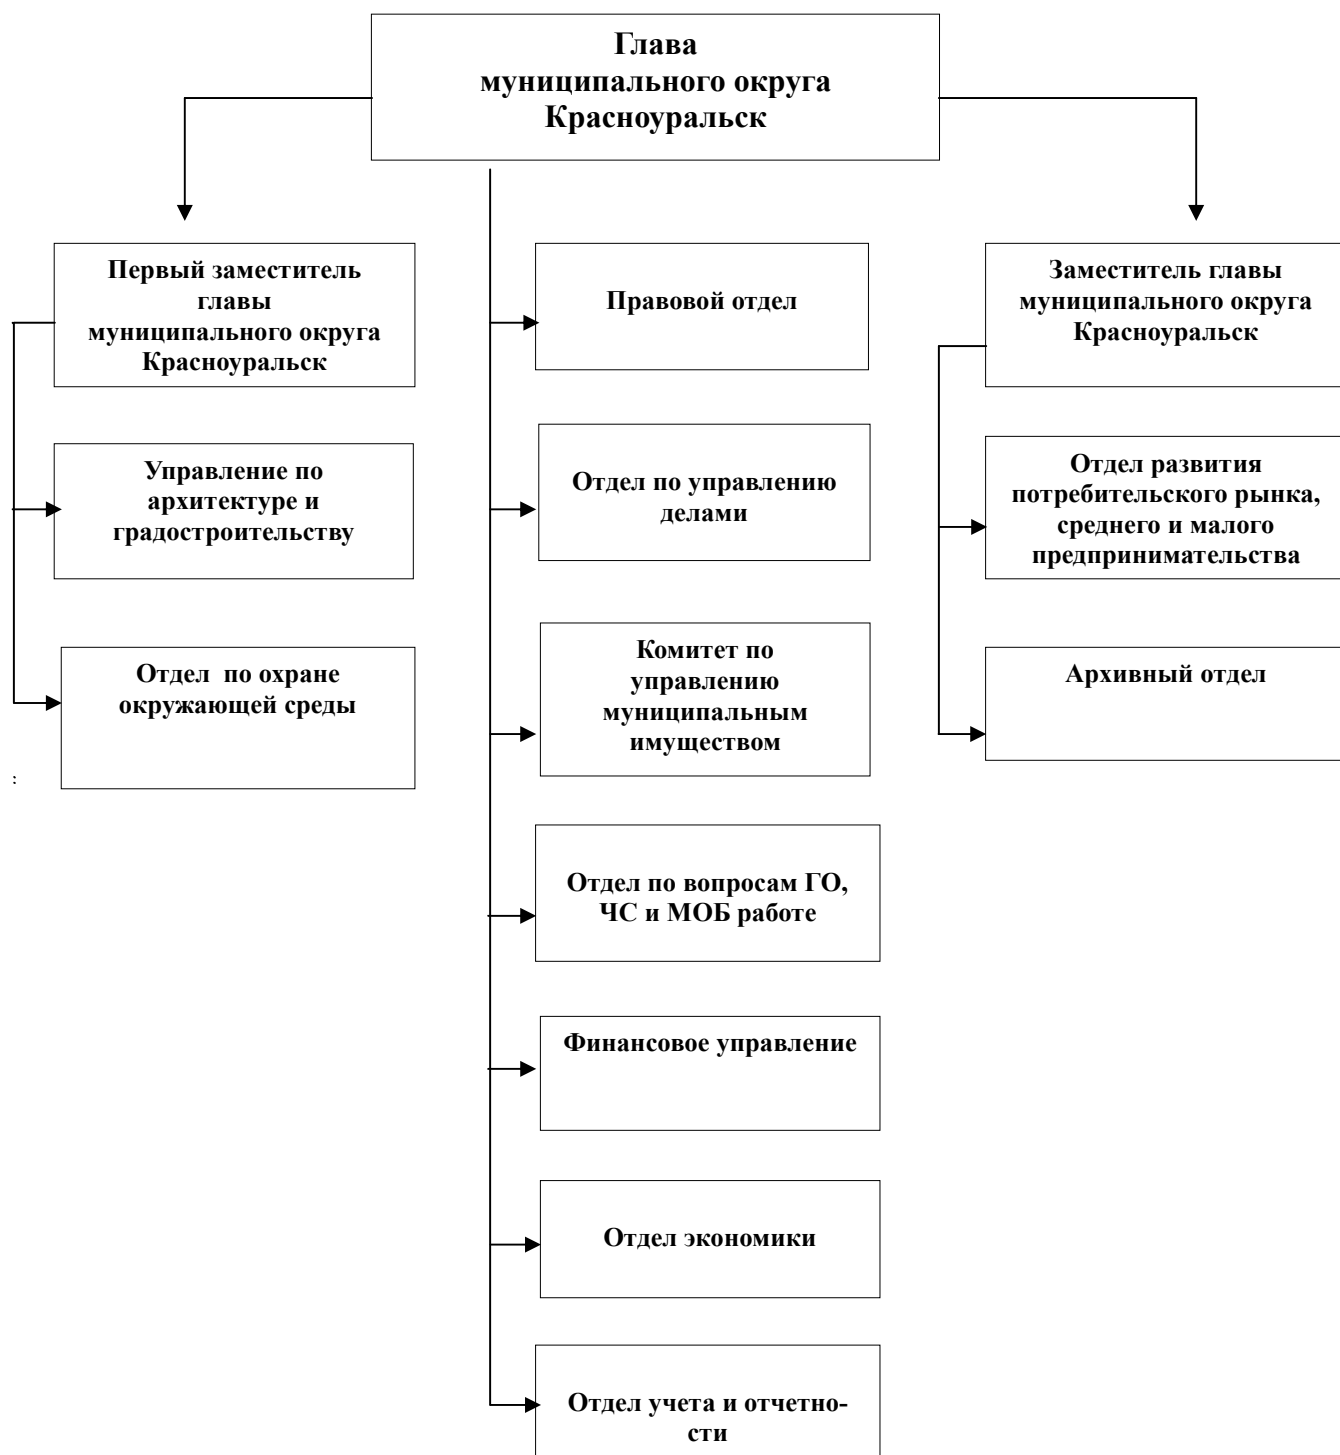 Глава
муниципального округа
Красноуральск
Первый заместитель
главы
муниципального округа
Красноуральск
Управление по
архитектуре и
градостроительству
Отдел  по охране
окружающей среды
:
Правовой отдел
Отдел по управлению
делами
Комитет по
управлению
муниципальным
имуществом
Отдел по вопросам ГО,
ЧС и МОБ работе
Финансовое управление
Отдел экономики
Отдел учета и отчетно-
сти
Заместитель главы
муниципального округа
Красноуральск
Отдел развития
потребительского рынка,
среднего и малого
предпринимательства
Архивный отдел